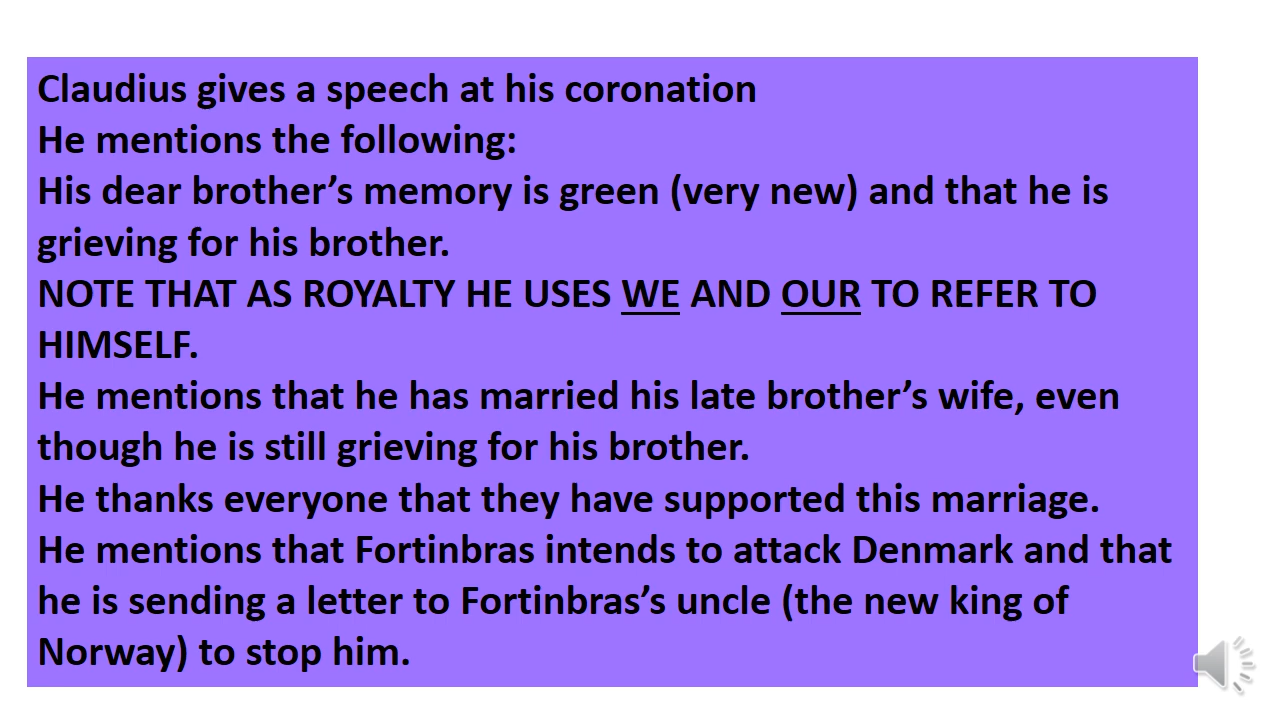 Claudius gives a speech at his coronation
He mentions the following:
His dear brother’s memory is green (very new) and that he is
grieving for his brother.
NOTE THAT AS ROYALTY HE USES WE AND OUR TO REFER TO
HIMSELF.
He mentions that he has married his late brother’s wife, even
though he is still grieving for his brother.
He thanks everyone that they have supported this marriage.
He mentions that Fortinbras intends to attack Denmark and that
he is sending a letter to Fortinbras’s uncle (the new king of
Norway) to stop him.